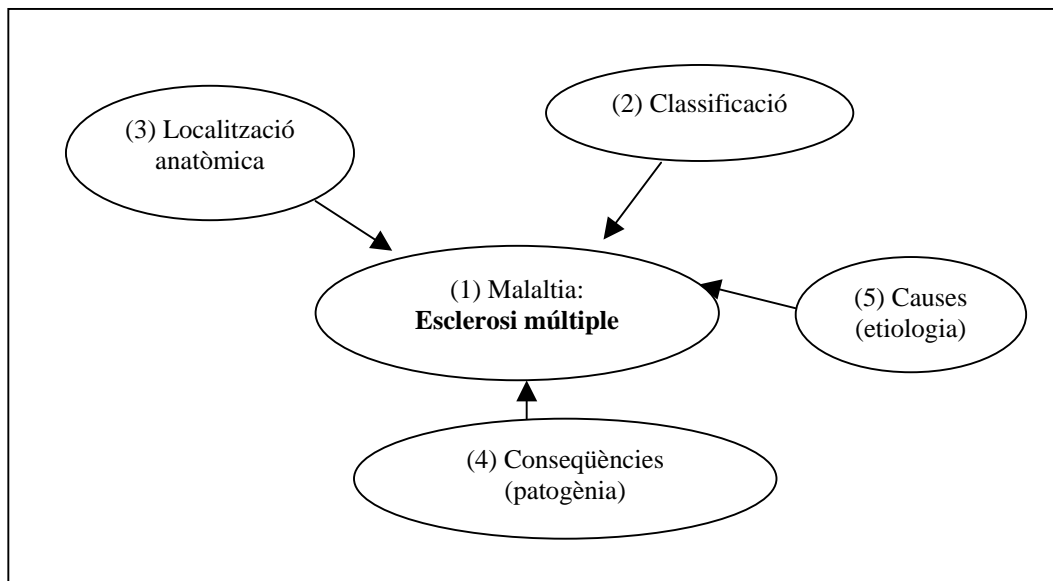 (2) Classificació
(3) Localització
anatòmica
(1) Malaltia:
Esclerosi múltiple
(5) Causes
(etiologia)
(4) Conseqüències
(patogènia)